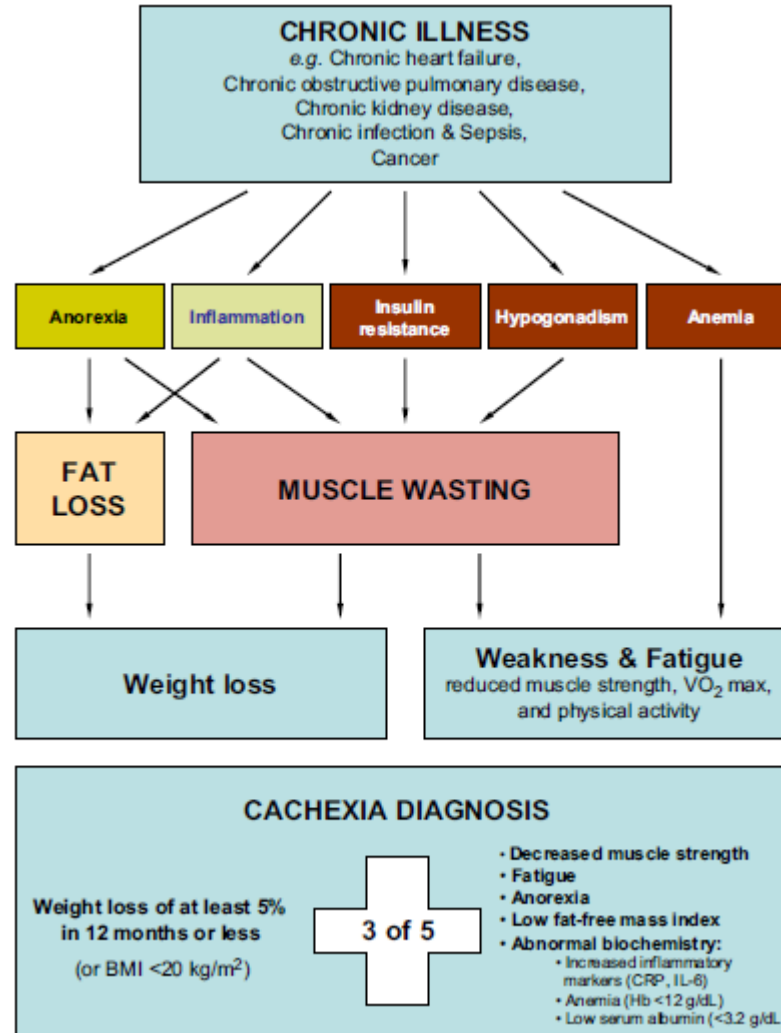 CHRONIC ILLNESS
e.g. Chronic heart failure,
Chronic obstructive pulmonary disease,
Chronic kidney disease,
Chronic infection & Sepsis,
Cancer
Anorexia
Inflammation
Insulin
resistance
Hypogonadism
Anemia
FAT
LOSS
MUSCLE WASTING
Weight loss
Weakness & Fatigue
reduced muscle strength, VO₂ max,
and physical activity
CACHEXIA DIAGNOSIS
Weight loss of at least 5%
in 12 months or less
(or BMI <20 kg/m²)
3 of 5
• Decreased muscle strength
• Fatigue
• Anorexia
• Low fat-free mass index
• Abnormal biochemistry:
• Increased inflammatory
markers (CRP, IL-6)
• Anemia (Hb <12 g/dL)
• Low serum albumin (<3.2 g/dL